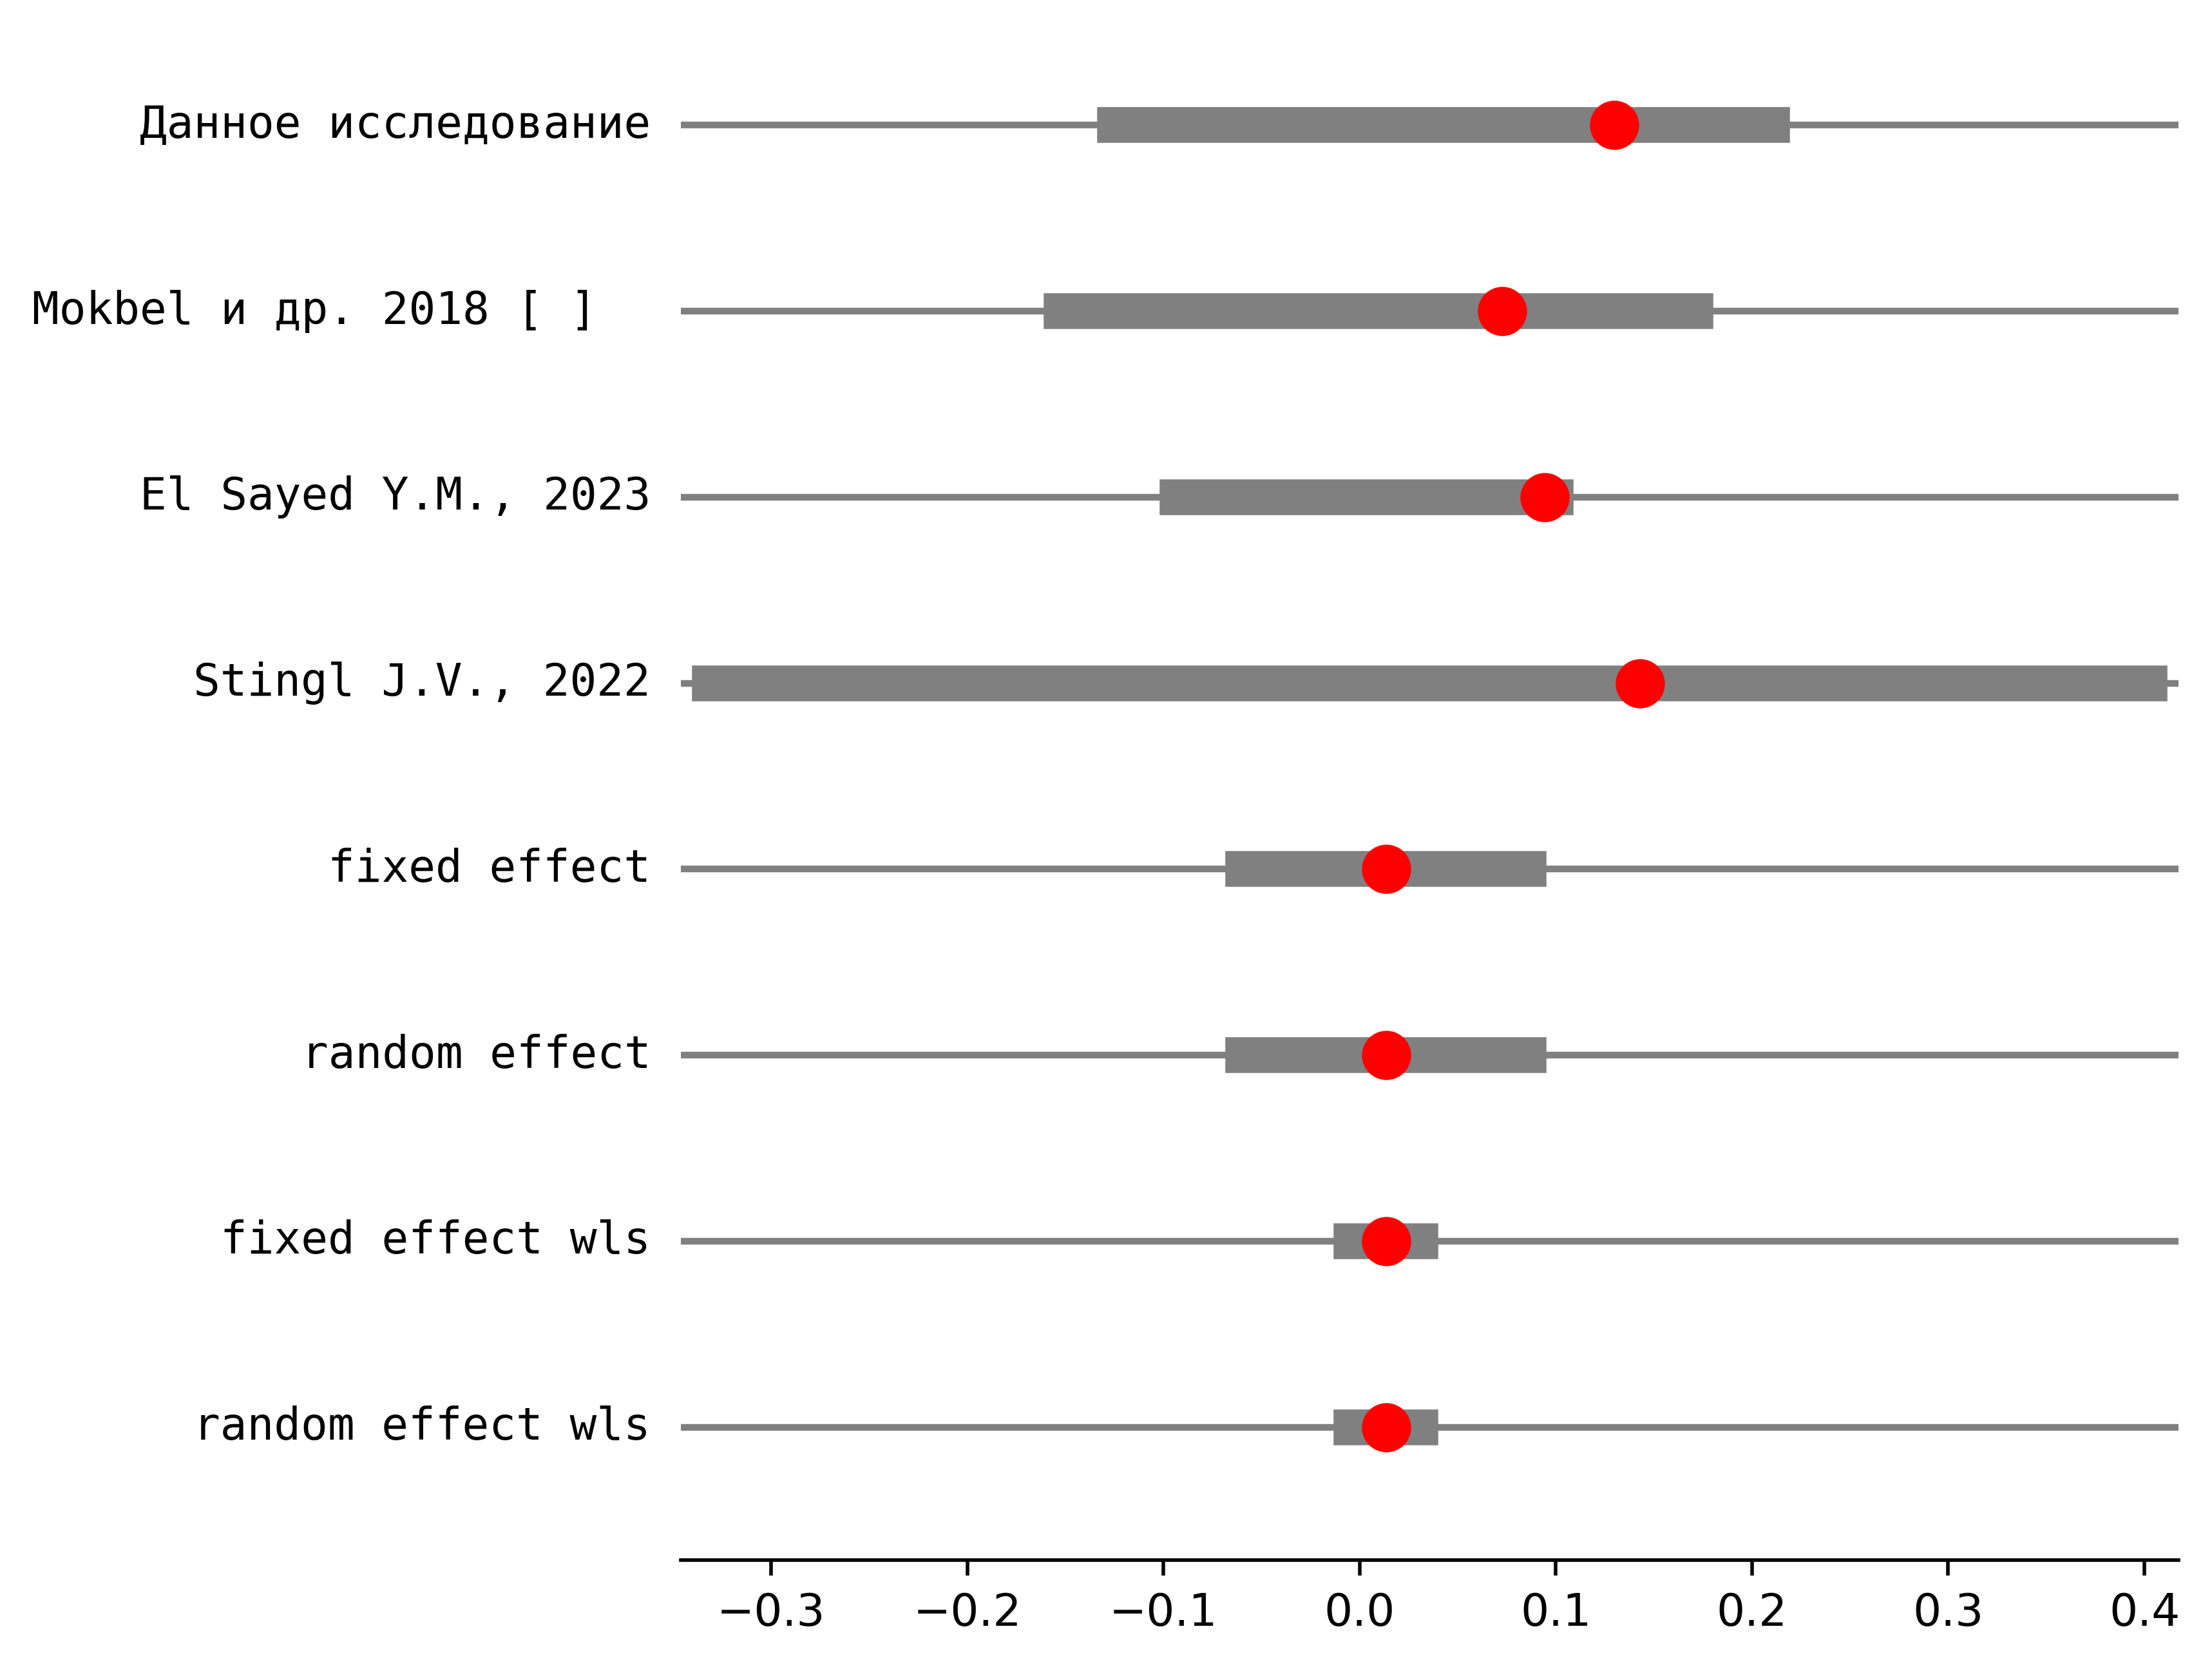 Данное исследование
Mokbel и др. 2018 [ ]
El Sayed Y.M., 2023
Stingl J.V., 2022
fixed effect
random effect
fixed effect wls
random effect wls
−0.3 −0.2 −0.1 0.0 0.1 0.2 0.3 0.4